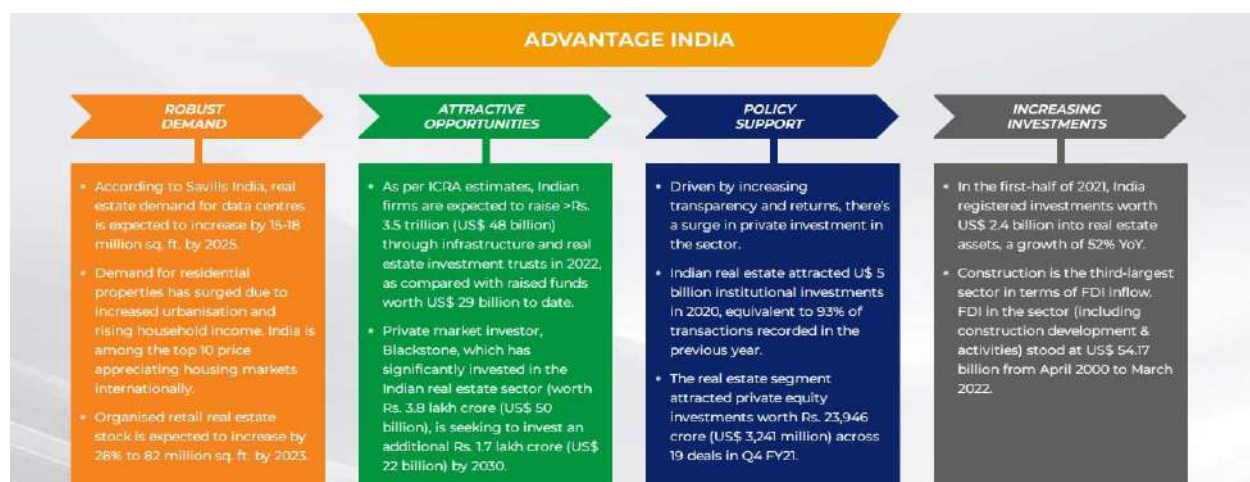 ADVANTAGE INDIA
ROBUST
DEMAND
• According to Savills India, real
estate demand for data centres
is expected to increase by 15-18
million sq. ft. by 2025.
• Demand for residential
properties has surged due to
increased urbanisation and
rising household income. India is
among the top 10 price
appreciating housing markets
internationally.
• Organised retail real estate
stock is expected to increase by
28% to 82 million sq. ft. by 2023.
ATTRACTIVE
OPPORTUNITIES
• As per ICRA estimates, Indian
firms are expected to raise >Rs.
3.5 trillion (US$ 48 billion)
through infrastructure and real
estate investment trusts in 2022,
as compared with raised funds
worth US$ 29 billion to date.
• Private market investor,
Blackstone, which has
significantly invested in the
Indian real estate sector (worth
Rs. 3.8 lakh crore (US$ 50
billion), is seeking to invest an
additional Rs. 1.7 lakh crore (US$
22 billion) by 2030.
POLICY
SUPPORT
• Driven by increasing
transparency and returns, there's
a surge in private investment in
the sector.
• Indian real estate attracted U$ 5
billion institutional investments
in 2020, equivalent to 93% of
transactions recorded in the
previous year.
• The real estate segment
attracted private equity
investments worth Rs. 23,946
crore (US$ 3,241 million) across
19 deals in Q4 FY21.
INCREASING
INVESTMENTS
• In the first-half of 2021, India
registered investments worth
US$ 2.4 billion into real estate
assets, a growth of 52% YoY.
• Construction is the third-largest
sector in terms of FDI inflow.
FDI in the sector (including
construction development &
activities) stood at US$ 54.17
billion from April 2000 to March
2022.